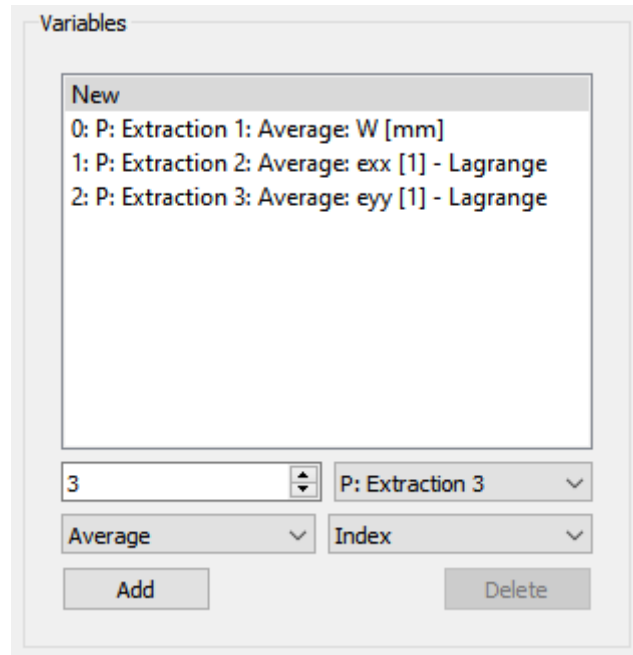 Variables
New
0: P: Extraction 1: Average: W [mm]
1: P: Extraction 2: Average: exx [1] - Lagrange
2: P: Extraction 3: Average: eyy [1] - Lagrange
3
P: Extraction 3
Average
Index
Add
Delete